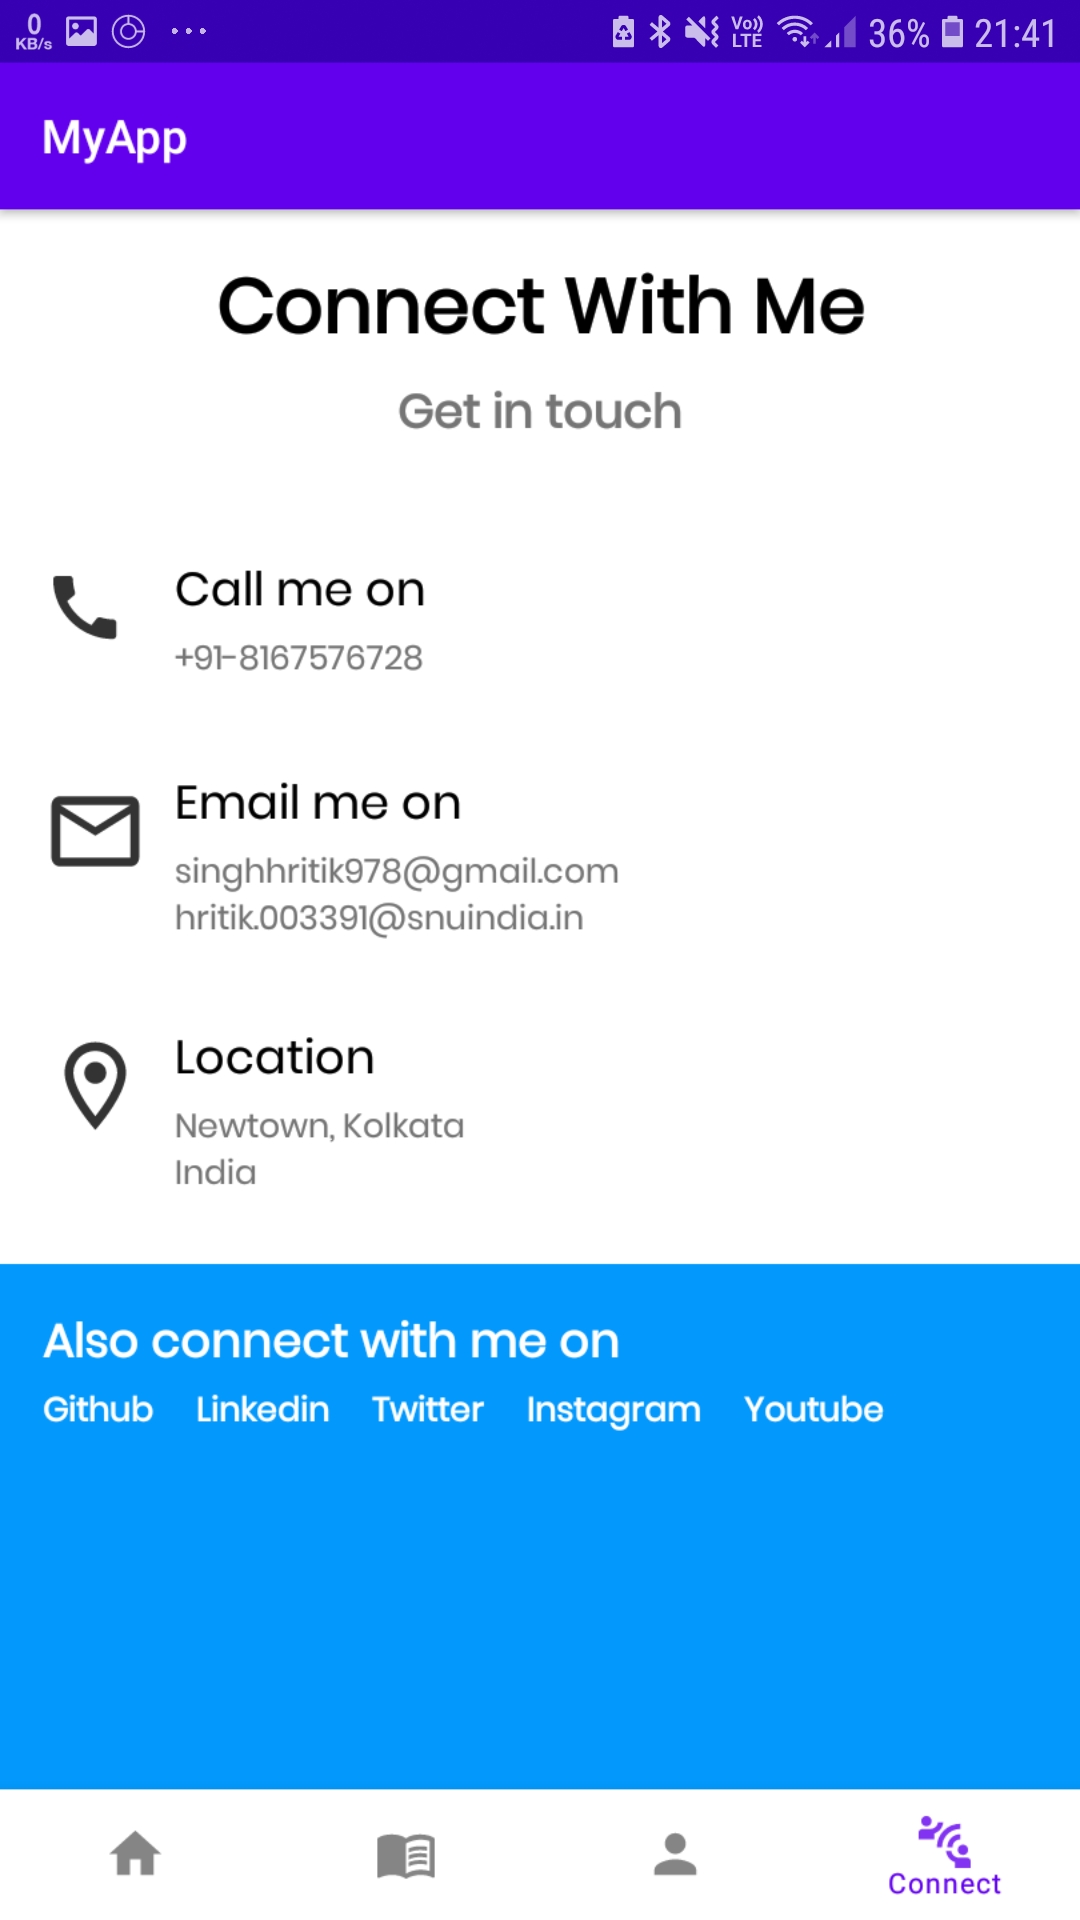 0 KB/s ... Vo)) LTE 36% 21:41
MyApp
Connect With Me
Get in touch
Call me on
+91-8167576728
Email me on
singhhritik978@gmail.com
hritik.003391@snuindia.in
Location
Newtown, Kolkata
India
Also connect with me on
Github Linkedin Twitter Instagram Youtube
Connect